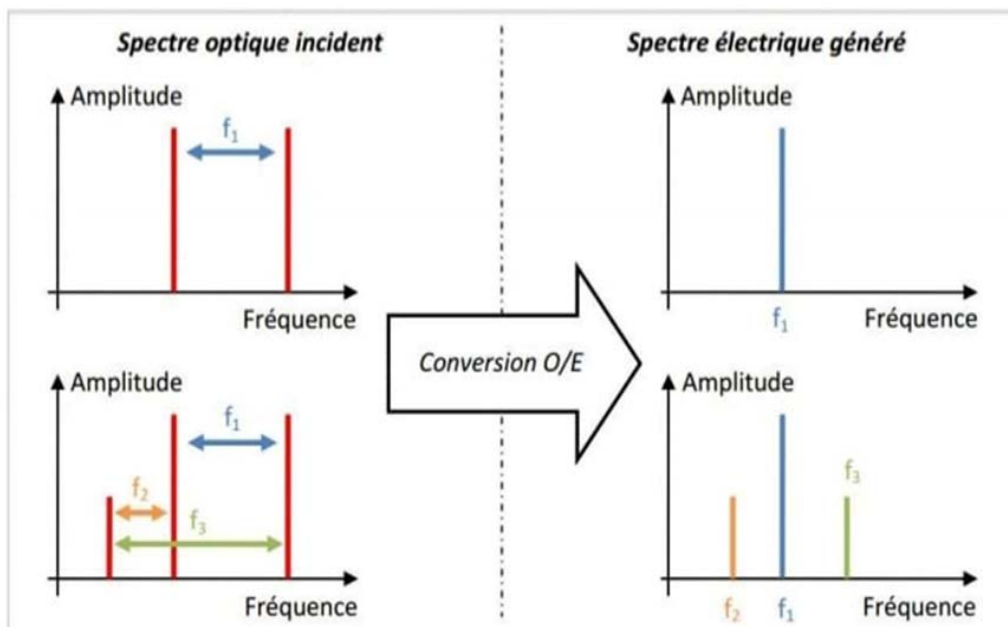 Spectre optique incident
Spectre électrique généré
Amplitude
f₁
Fréquence
Amplitude
f₁
Fréquence
Conversion O/E
Amplitude
f₁
f₂
f₃
Fréquence
Amplitude
f₃
f₂
f₁
Fréquence